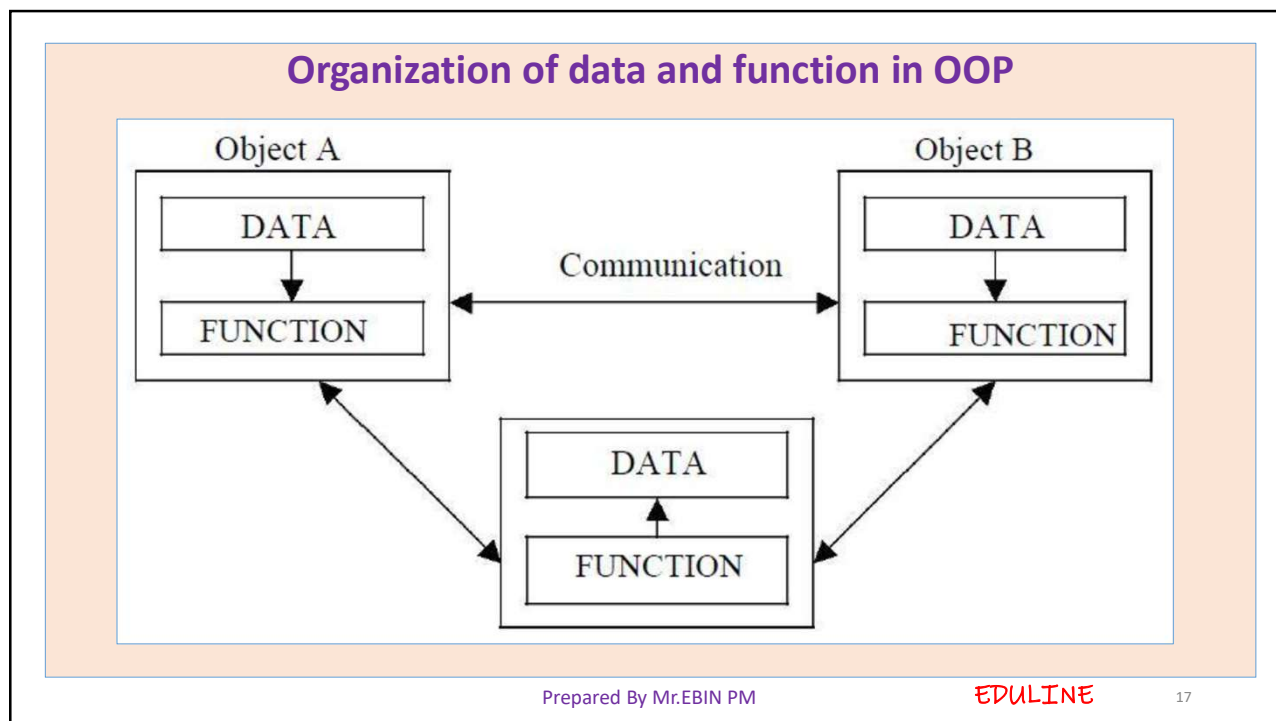 Organization of data and function in OOP
Object A
Object B
DATA
DATA
Communication
FUNCTION
FUNCTION
DATA
FUNCTION
Prepared By Mr.EBIN PM
EDULINE
17